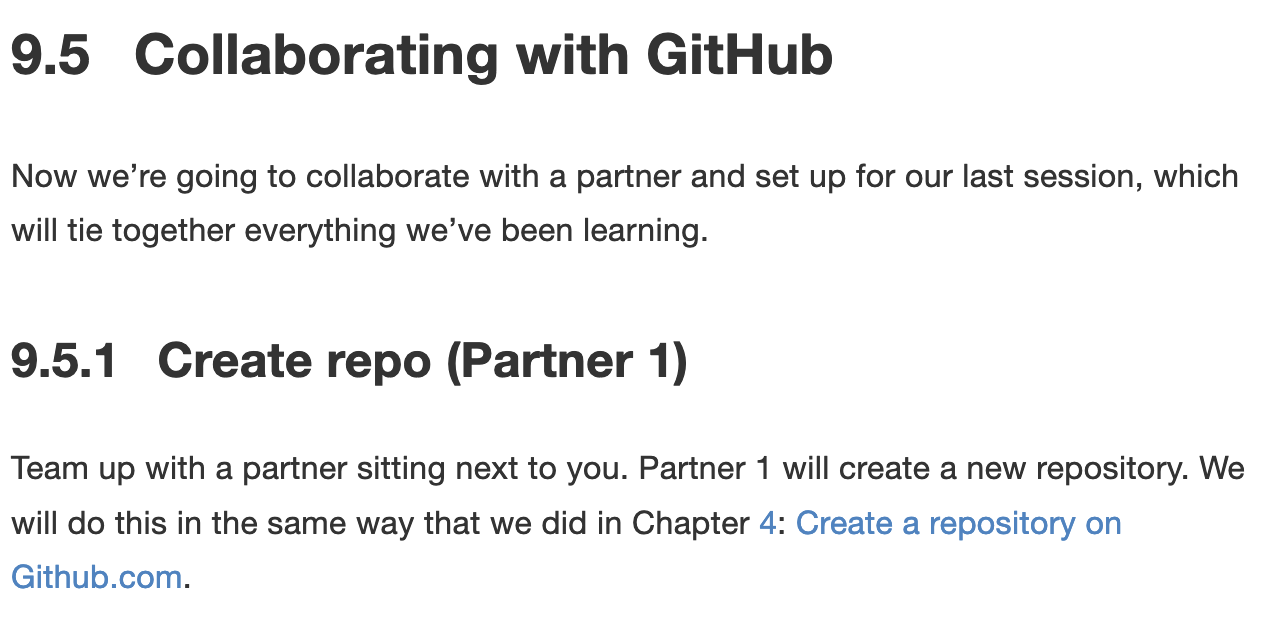 9.5 Collaborating with GitHub
Now we’re going to collaborate with a partner and set up for our last session, which
will tie together everything we’ve been learning.
9.5.1 Create repo (Partner 1)
Team up with a partner sitting next to you. Partner 1 will create a new repository. We
will do this in the same way that we did in Chapter 4: Create a repository on
Github.com.